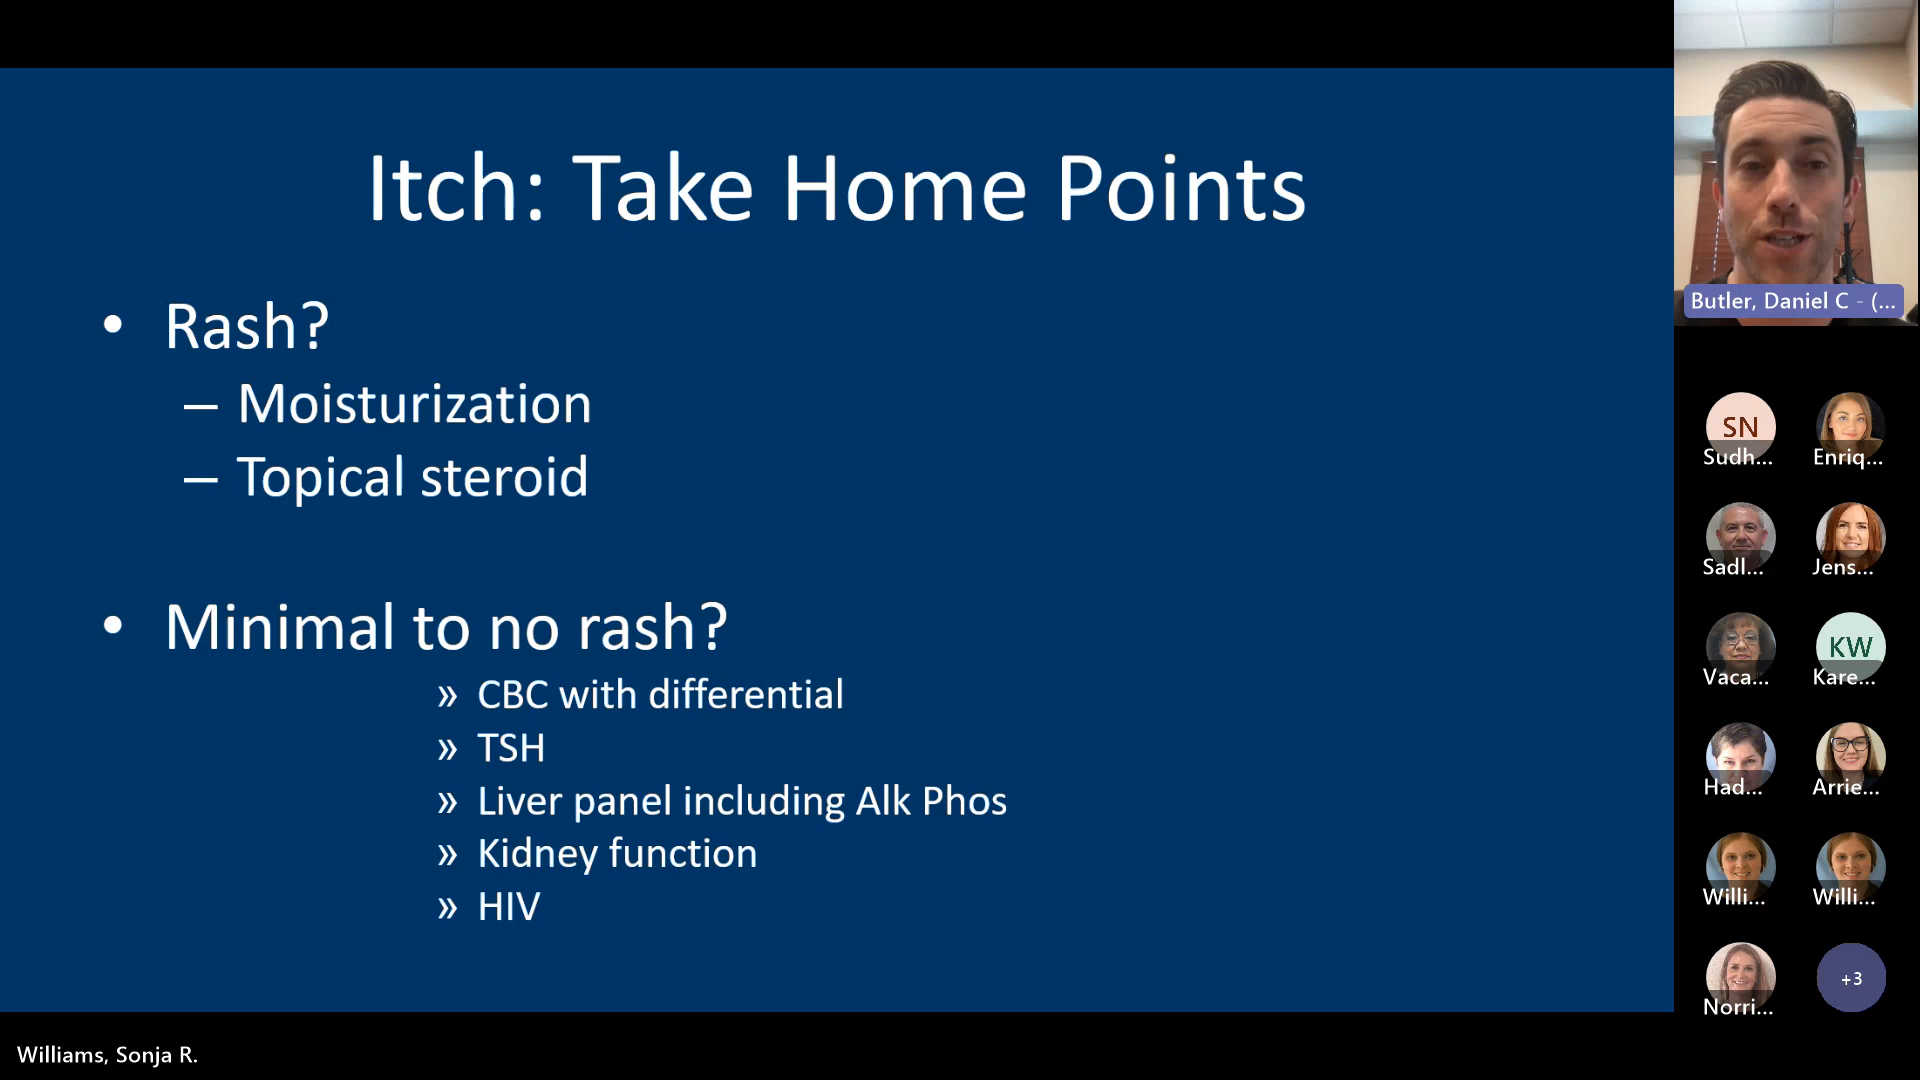 Itch: Take Home Points
• Rash?
– Moisturization
– Topical steroid
• Minimal to no rash?
» CBC with differential
» TSH
» Liver panel including Alk Phos
» Kidney function
» HIV
Butler, Daniel C - (...
SN
Sudh...
Enriq...
Sadl...
Jens...
Vaca...
KW
Kare...
Had...
Arrie...
Willi...
Willi...
Norri...
+3
Williams, Sonja R.